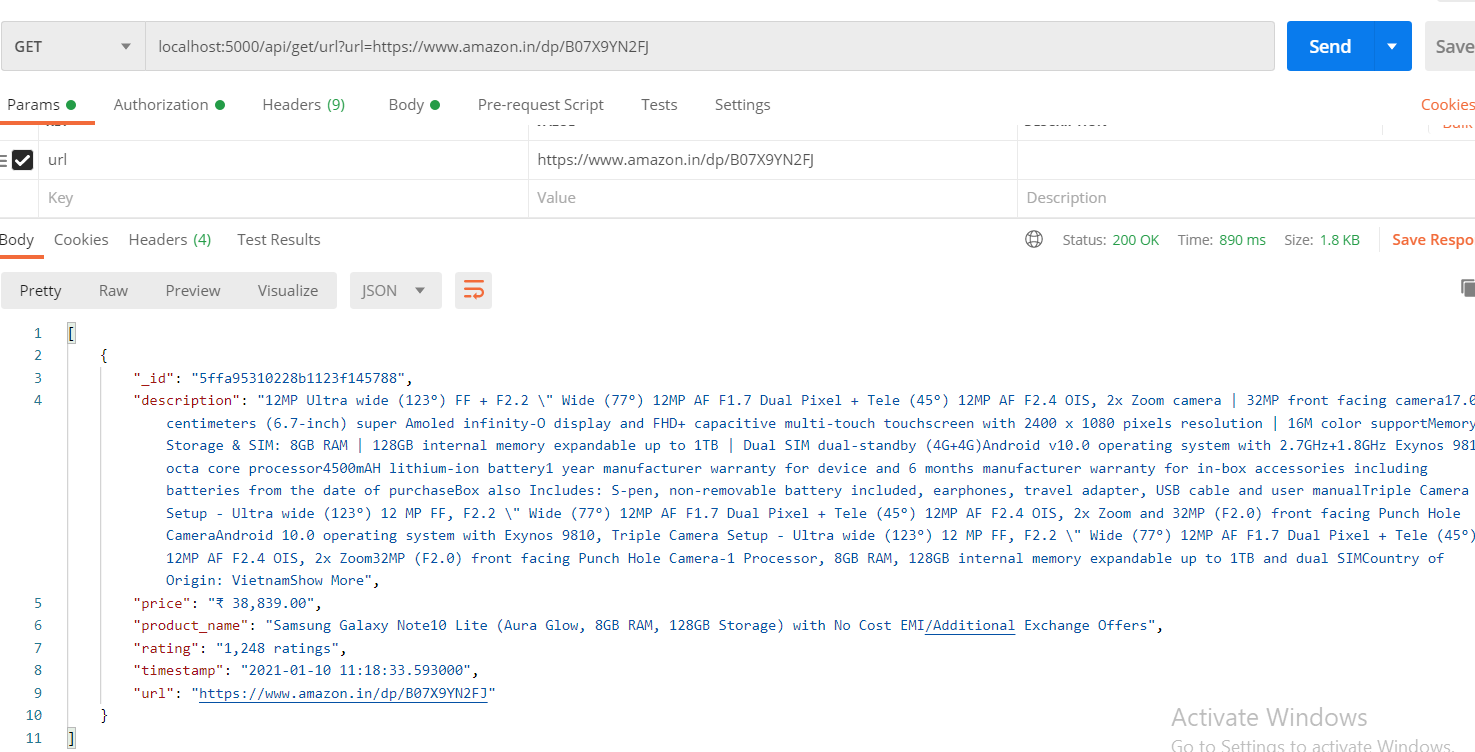 GET
localhost:5000/api/get/url?url=https://www.amazon.in/dp/B07X9YN2FJ
Send
Save
Params
Authorization
Headers (9)
Body
Pre-request Script
Tests
Settings
Cookies
url
https://www.amazon.in/dp/B07X9YN2FJ
Key
Value
Description
Body
Cookies
Headers (4)
Test Results
Status: 200 OK
Time: 890 ms
Size: 1.8 KB
Save Respo
Pretty
Raw
Preview
Visualize
JSON
1 [
2 {
3 "_id": "5ffa95310228b1123f145788",
4 "description": "12MP Ultra wide (123°) FF + F2.2 \" Wide (77°) 12MP AF F1.7 Dual Pixel + Tele (45°) 12MP AF F2.4 OIS, 2x Zoom camera | 32MP front facing camera17.0
centimeters (6.7-inch) super Amoled infinity-O display and FHD+ capacitive multi-touch touchscreen with 2400 x 1080 pixels resolution | 16M color supportMemory
Storage & SIM: 8GB RAM | 128GB internal memory expandable up to 1TB | Dual SIM dual-standby (4G+4G)Android v10.0 operating system with 2.7GHz+1.8GHz Exynos 981
octa core processor4500mAH lithium-ion battery1 year manufacturer warranty for device and 6 months manufacturer warranty for in-box accessories including
batteries from the date of purchaseBox also Includes: S-pen, non-removable battery included, earphones, travel adapter, USB cable and user manualTriple Camera
Setup - Ultra wide (123°) 12 MP FF, F2.2 \" Wide (77°) 12MP AF F1.7 Dual Pixel + Tele (45°) 12MP AF F2.4 OIS, 2x Zoom and 32MP (F2.0) front facing Punch Hole
CameraAndroid 10.0 operating system with Exynos 9810, Triple Camera Setup - Ultra wide (123°) 12 MP FF, F2.2 \" Wide (77°) 12MP AF F1.7 Dual Pixel + Tele (45°)
12MP AF F2.4 OIS, 2x Zoom32MP (F2.0) front facing Punch Hole Camera-1 Processor, 8GB RAM, 128GB internal memory expandable up to 1TB and dual SIMCountry of
Origin: VietnamShow More",
5 "price": "₹ 38,839.00",
6 "product_name": "Samsung Galaxy Note10 Lite (Aura Glow, 8GB RAM, 128GB Storage) with No Cost EMI/Additional Exchange Offers",
7 "rating": "1,248 ratings",
8 "timestamp": "2021-01-10 11:18:33.593000",
9 "url": "https://www.amazon.in/dp/B07X9YN2FJ"
10 }
11 ]
Activate Windows
Go to Settings to activate Windows.